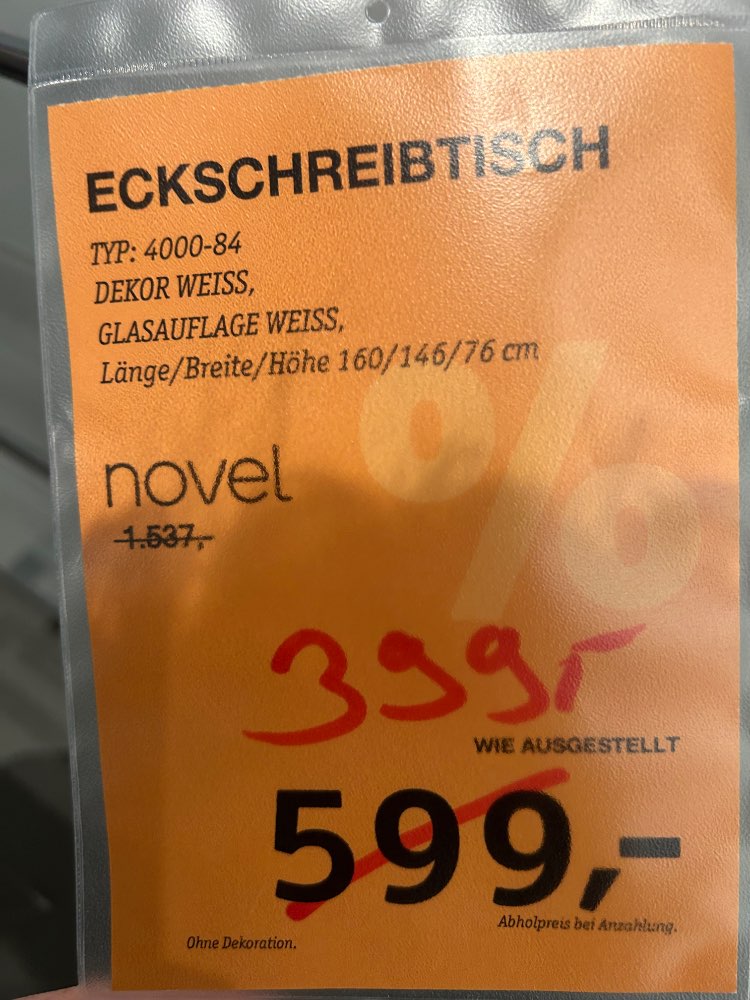 ECKSCHREIBTISCH
TYP: 4000-84
DEKOR WEISS,
GLASAUFLAGE WEISS,
Länge/Breite/Höhe 160/146/76 cm
%
novel
1.537,-
399,-
WIE AUSGESTELLT
599,-
Abholpreis bei Anzahlung.
Ohne Dekoration.